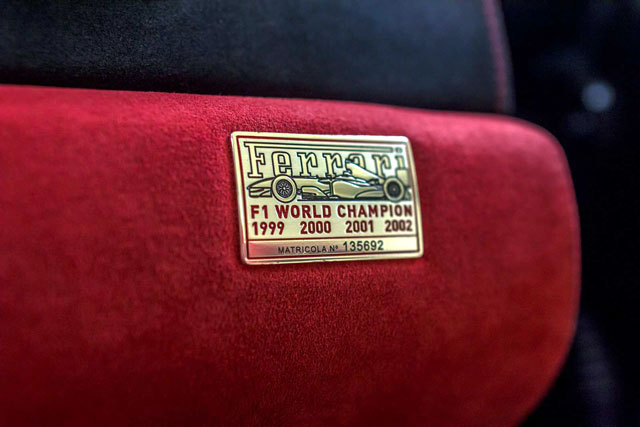 Ferrari
F1 WORLD CHAMPION
1999 2000 2001 2002
MATRICOLA Nº 135692